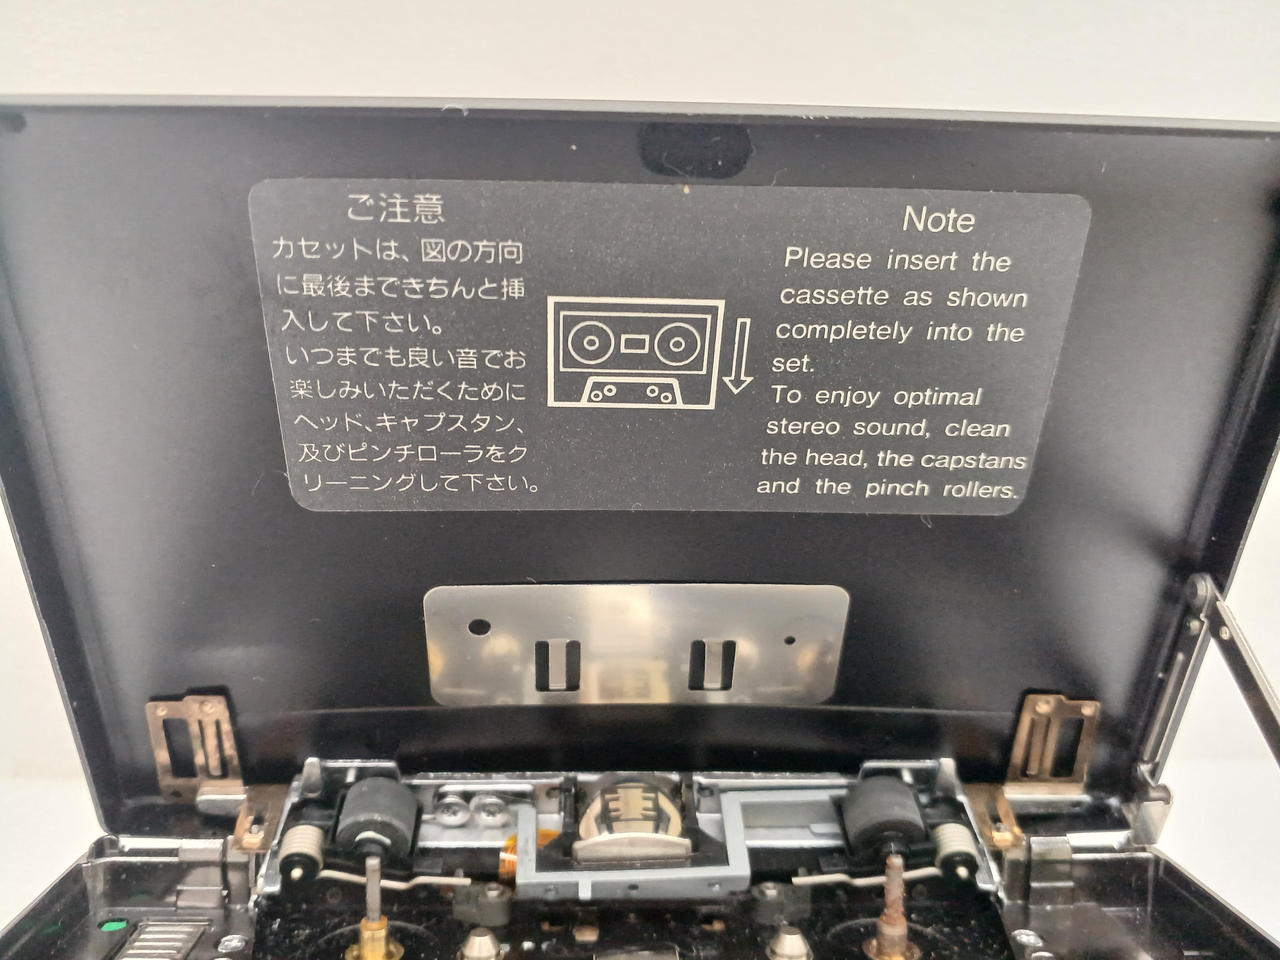 ご注意
カセットは、図の方向
に最後まできちんと挿
入して下さい。
いつまでも良い音でお
楽しみいただくために
ヘッド、キャプスタン、
及びピンチローラをク
リーニングして下さい。
Note
Please insert the
cassette as shown
completely into the
set.
To enjoy optimal
stereo sound, clean
the head, the capstans
and the pinch rollers.